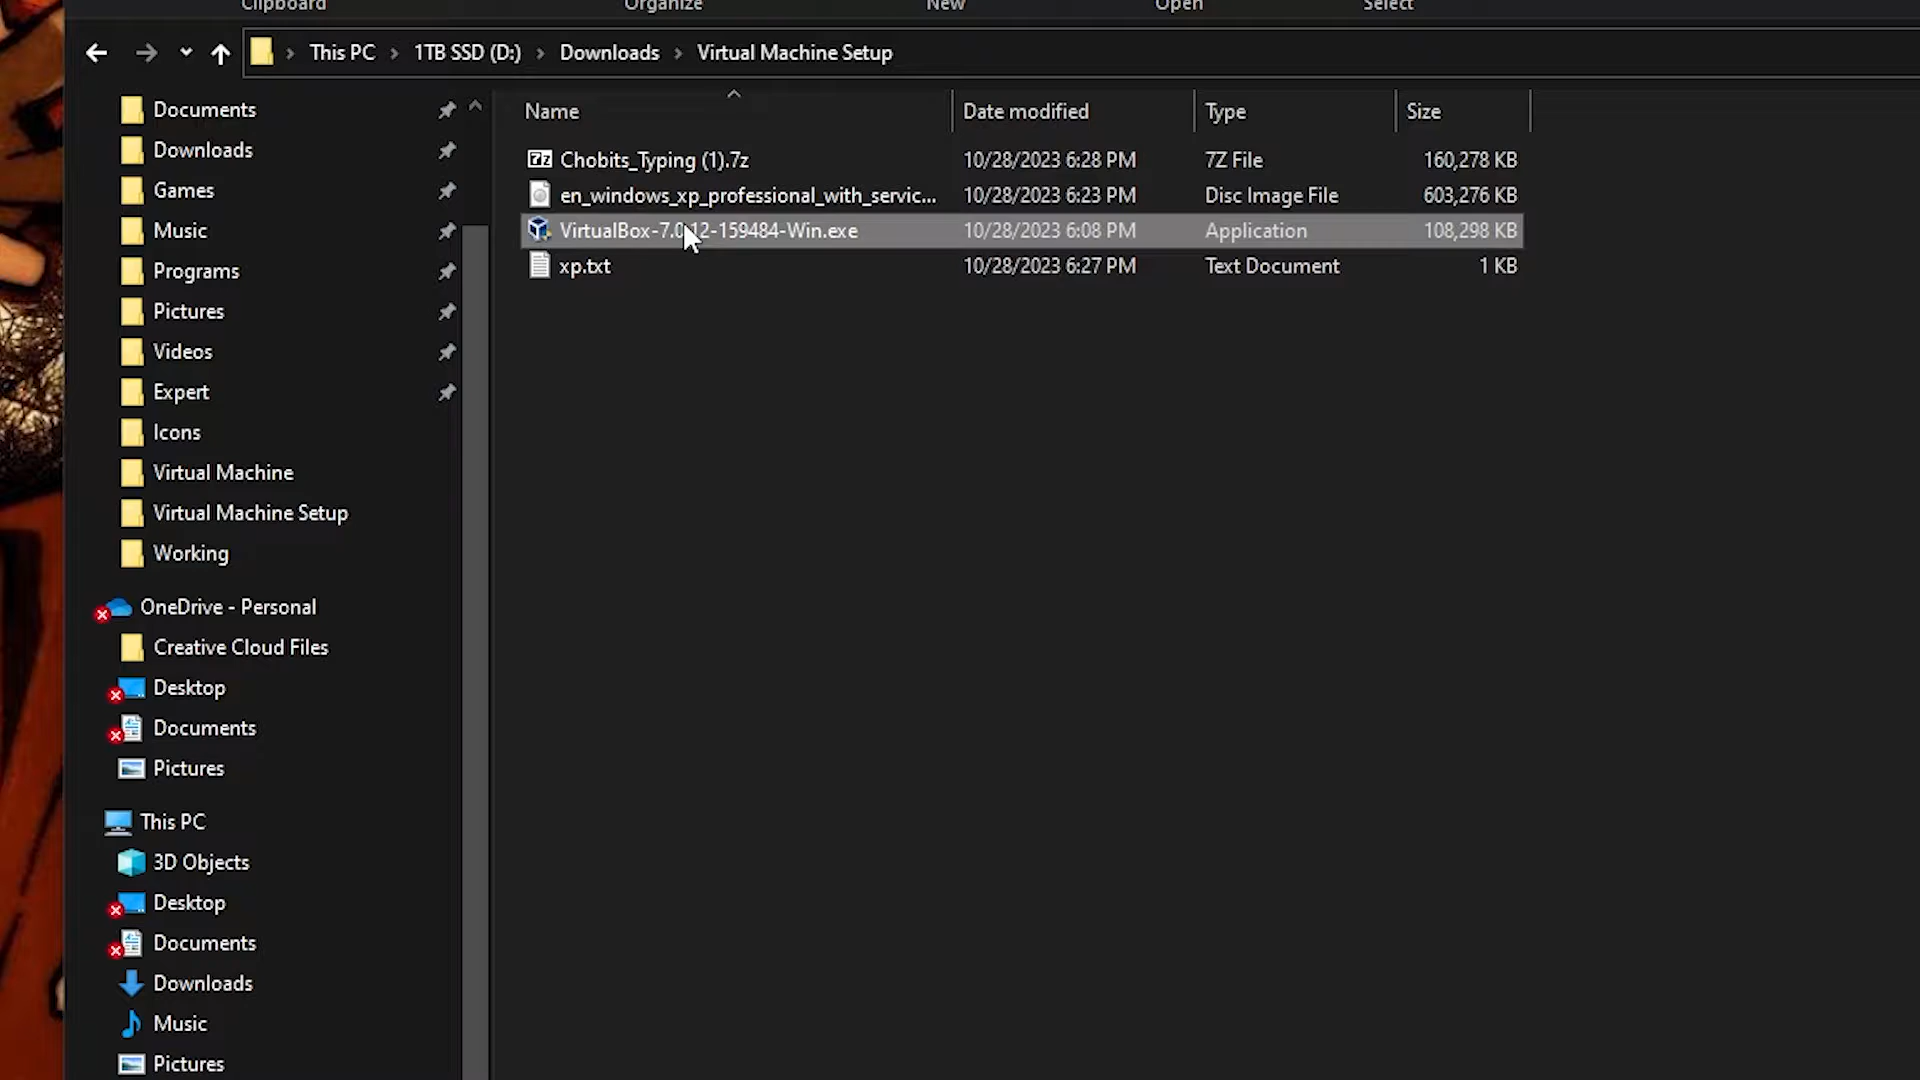 Clipboard
Organize
New
Open
Select
This PC > 1TB SSD (D:) > Downloads > Virtual Machine Setup
Name Date modified Type Size
Chobits_Typing (1).7z 10/28/2023 6:28 PM 7Z File 160,278 KB
en_windows_xp_professional_with_servic... 10/28/2023 6:23 PM Disc Image File 603,276 KB
VirtualBox-7.0.12-159484-Win.exe 10/28/2023 6:08 PM Application 108,298 KB
xp.txt 10/28/2023 6:27 PM Text Document 1 KB
Documents
Downloads
Games
Music
Programs
Pictures
Videos
Expert
Icons
Virtual Machine
Virtual Machine Setup
Working
OneDrive - Personal
Creative Cloud Files
Desktop
Documents
Pictures
This PC
3D Objects
Desktop
Documents
Downloads
Music
Pictures